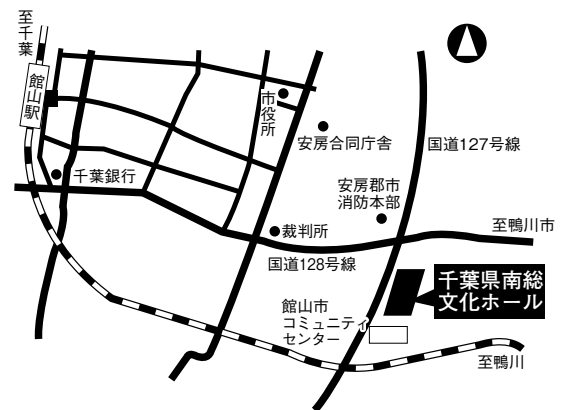 至千葉
館山駅
市役所
安房合同庁舎
国道127号線
千葉銀行
安房郡市
消防本部
裁判所
至鴨川市
国道128号線
千葉県南総
文化ホール
館山市
コミュニティ
センター
至鴨川